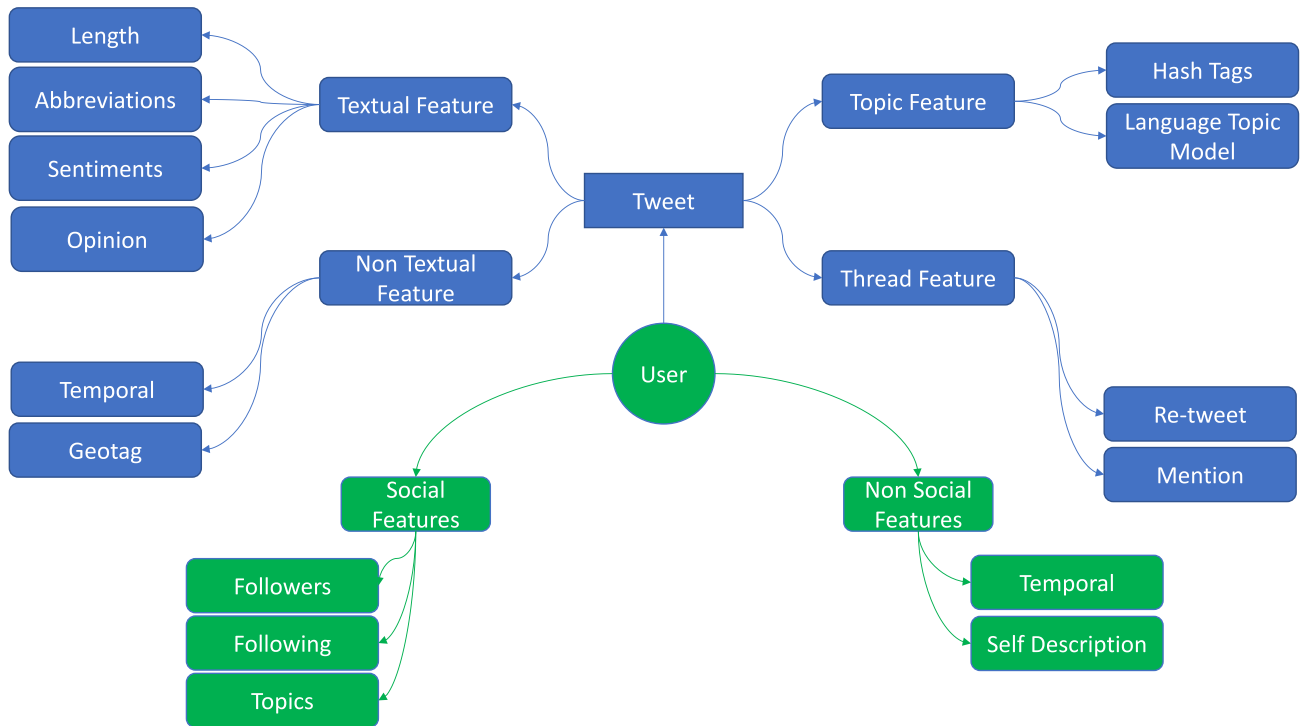 Length
Abbreviations
Sentiments
Opinion
Textual Feature
Non Textual
Feature
Temporal
Geotag
Tweet
Topic Feature
Hash Tags
Language Topic
Model
Thread Feature
Re-tweet
Mention
User
Social
Features
Followers
Following
Topics
Non Social
Features
Temporal
Self Description